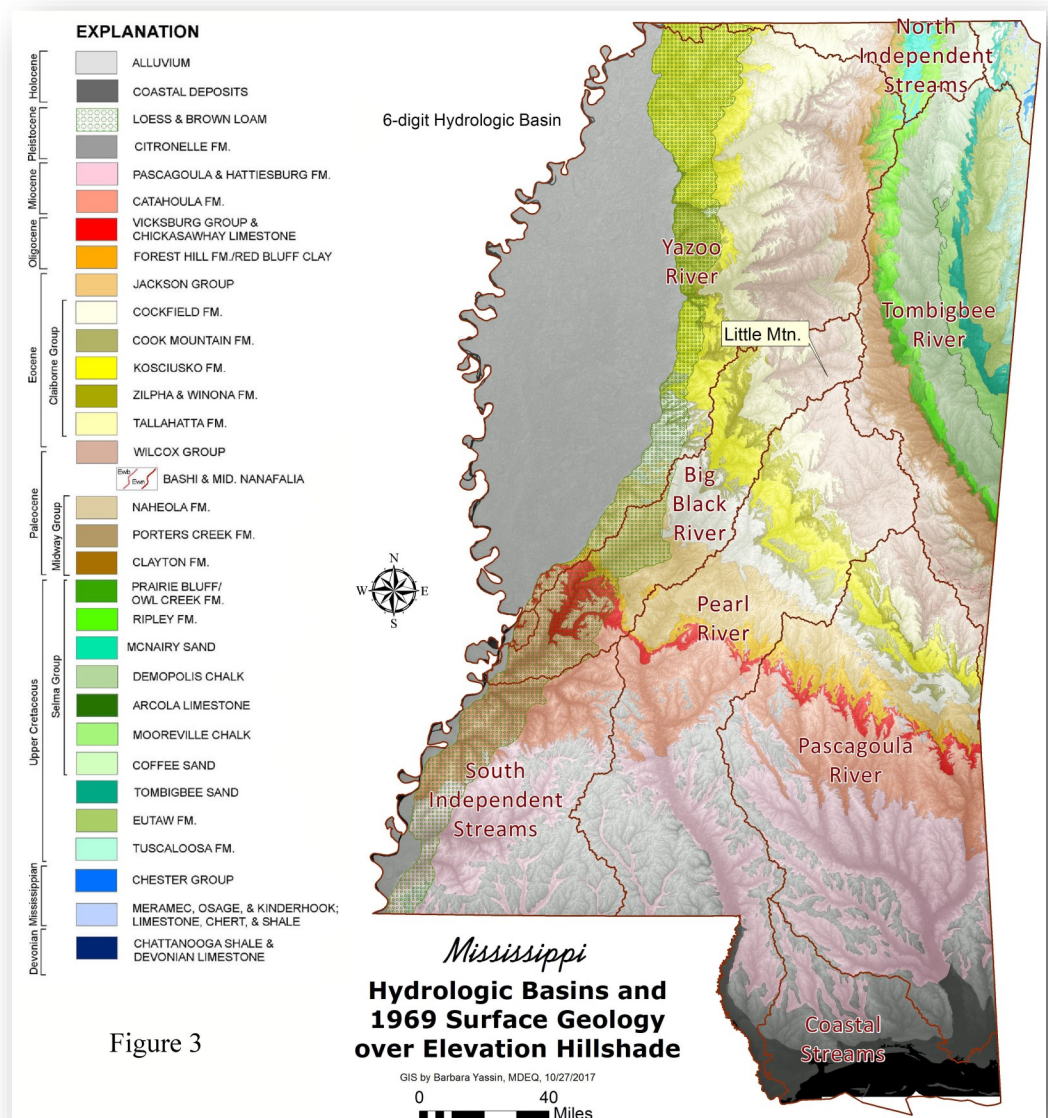 EXPLANATION
Holocene
ALLUVIUM
COASTAL DEPOSITS
Pleistocene
LOESS & BROWN LOAM
CITRONELLE FM.
Miocene
PASCAGOULA & HATTIESBURG FM.
CATAHOULA FM.
Oligocene
VICKSBURG GROUP &
CHICKASAWHAY LIMESTONE
FOREST HILL FM./RED BLUFF CLAY
Eocene
JACKSON GROUP
Claiborne Group
COCKFIELD FM.
COOK MOUNTAIN FM.
KOSCIUSKO FM.
ZILPHA & WINONA FM.
TALLAHATTA FM.
WILCOX GROUP
Paleocene
Ewb
Ewn
BASHI & MID. NANAFALIA
Midway Group
NAHEOLA FM.
PORTERS CREEK FM.
CLAYTON FM.
Upper Cretaceous
Selma Group
PRAIRIE BLUFF/
OWL CREEK FM.
RIPLEY FM.
MCNAIRY SAND
DEMOPOLIS CHALK
ARCOLA LIMESTONE
MOOREVILLE CHALK
COFFEE SAND
TOMBIGBEE SAND
EUTAW FM.
TUSCALOOSA FM.
Mississippian
CHESTER GROUP
MERAMEC, OSAGE, & KINDERHOOK;
LIMESTONE, CHERT, & SHALE
Devonian
CHATTANOOGA SHALE &
DEVONIAN LIMESTONE
Figure 3
6-digit Hydrologic Basin
North
Independent
Streams
Yazoo
River
Tombigbee
River
Little Mtn.
Big
Black
River
N
W
E
S
Pearl
River
Pascagoula
River
South
Independent
Streams
Coastal
Streams
Mississippi
Hydrologic Basins and
1969 Surface Geology
over Elevation Hillshade
GIS by Barbara Yassin, MDEQ, 10/27/2017
0 40
Miles